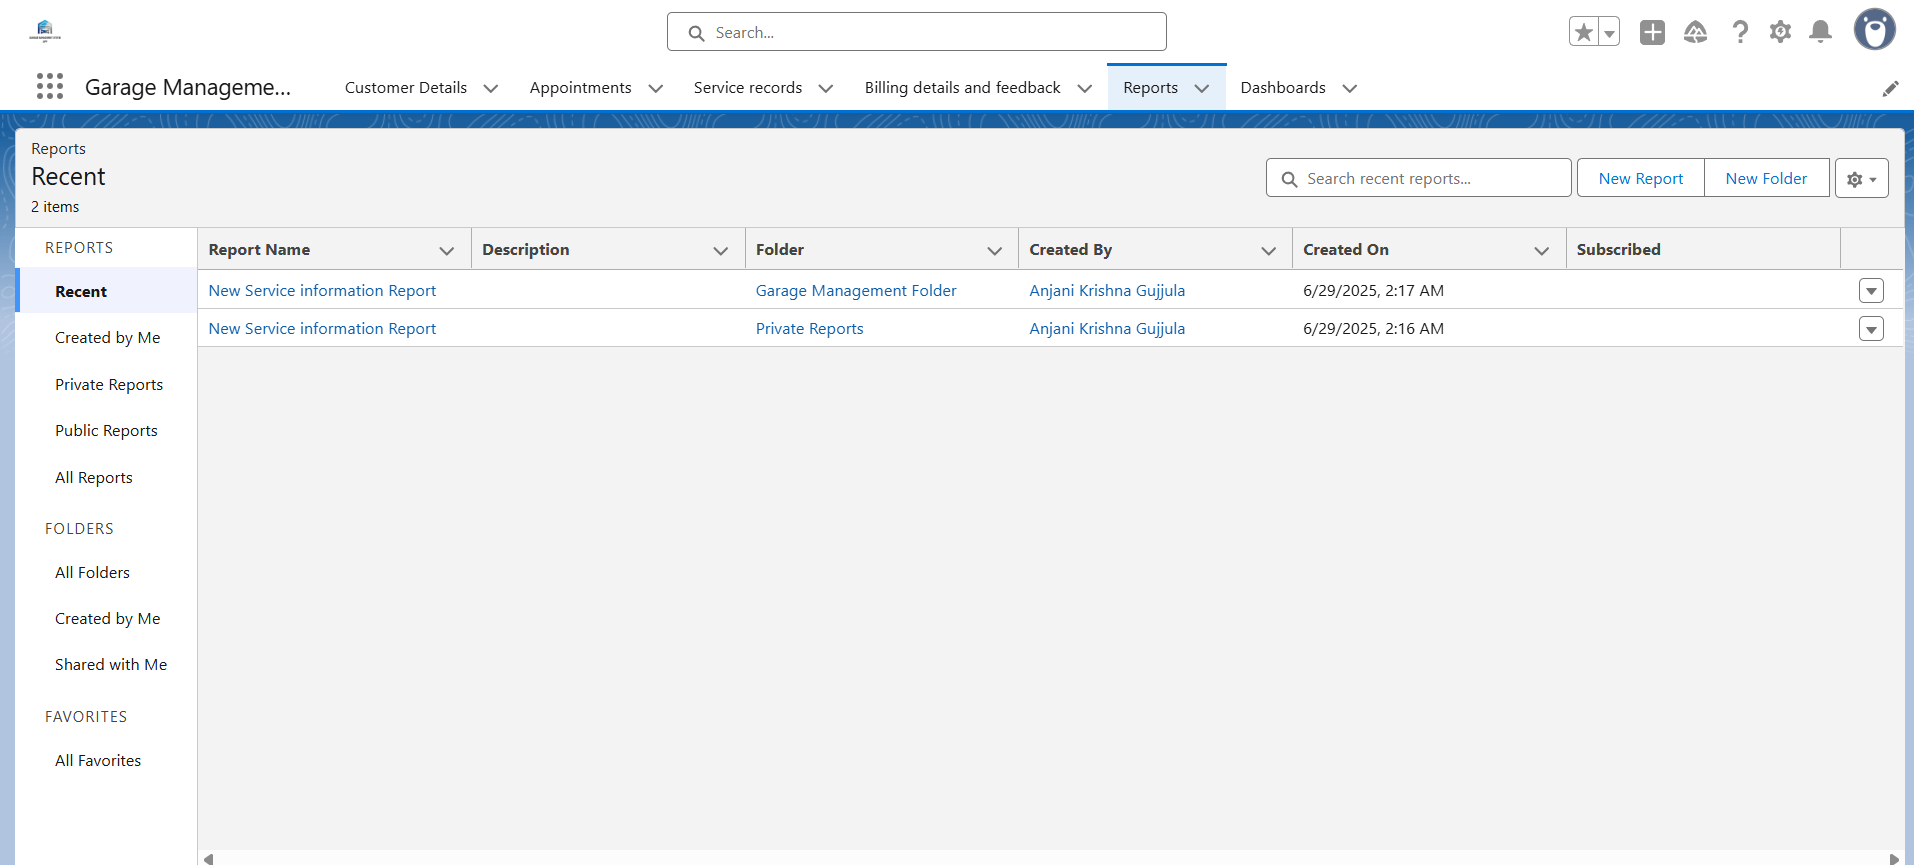 Search...
Garage Manageme...
Customer Details
Appointments
Service records
Billing details and feedback
Reports
Dashboards
Reports
Recent
2 items
Search recent reports...
New Report
New Folder
REPORTS
Recent
Created by Me
Private Reports
Public Reports
All Reports
FOLDERS
All Folders
Created by Me
Shared with Me
FAVORITES
All Favorites
Report Name Description Folder Created By Created On Subscribed
New Service information Report Garage Management Folder Anjani Krishna Gujjula 6/29/2025, 2:17 AM
New Service information Report Private Reports Anjani Krishna Gujjula 6/29/2025, 2:16 AM